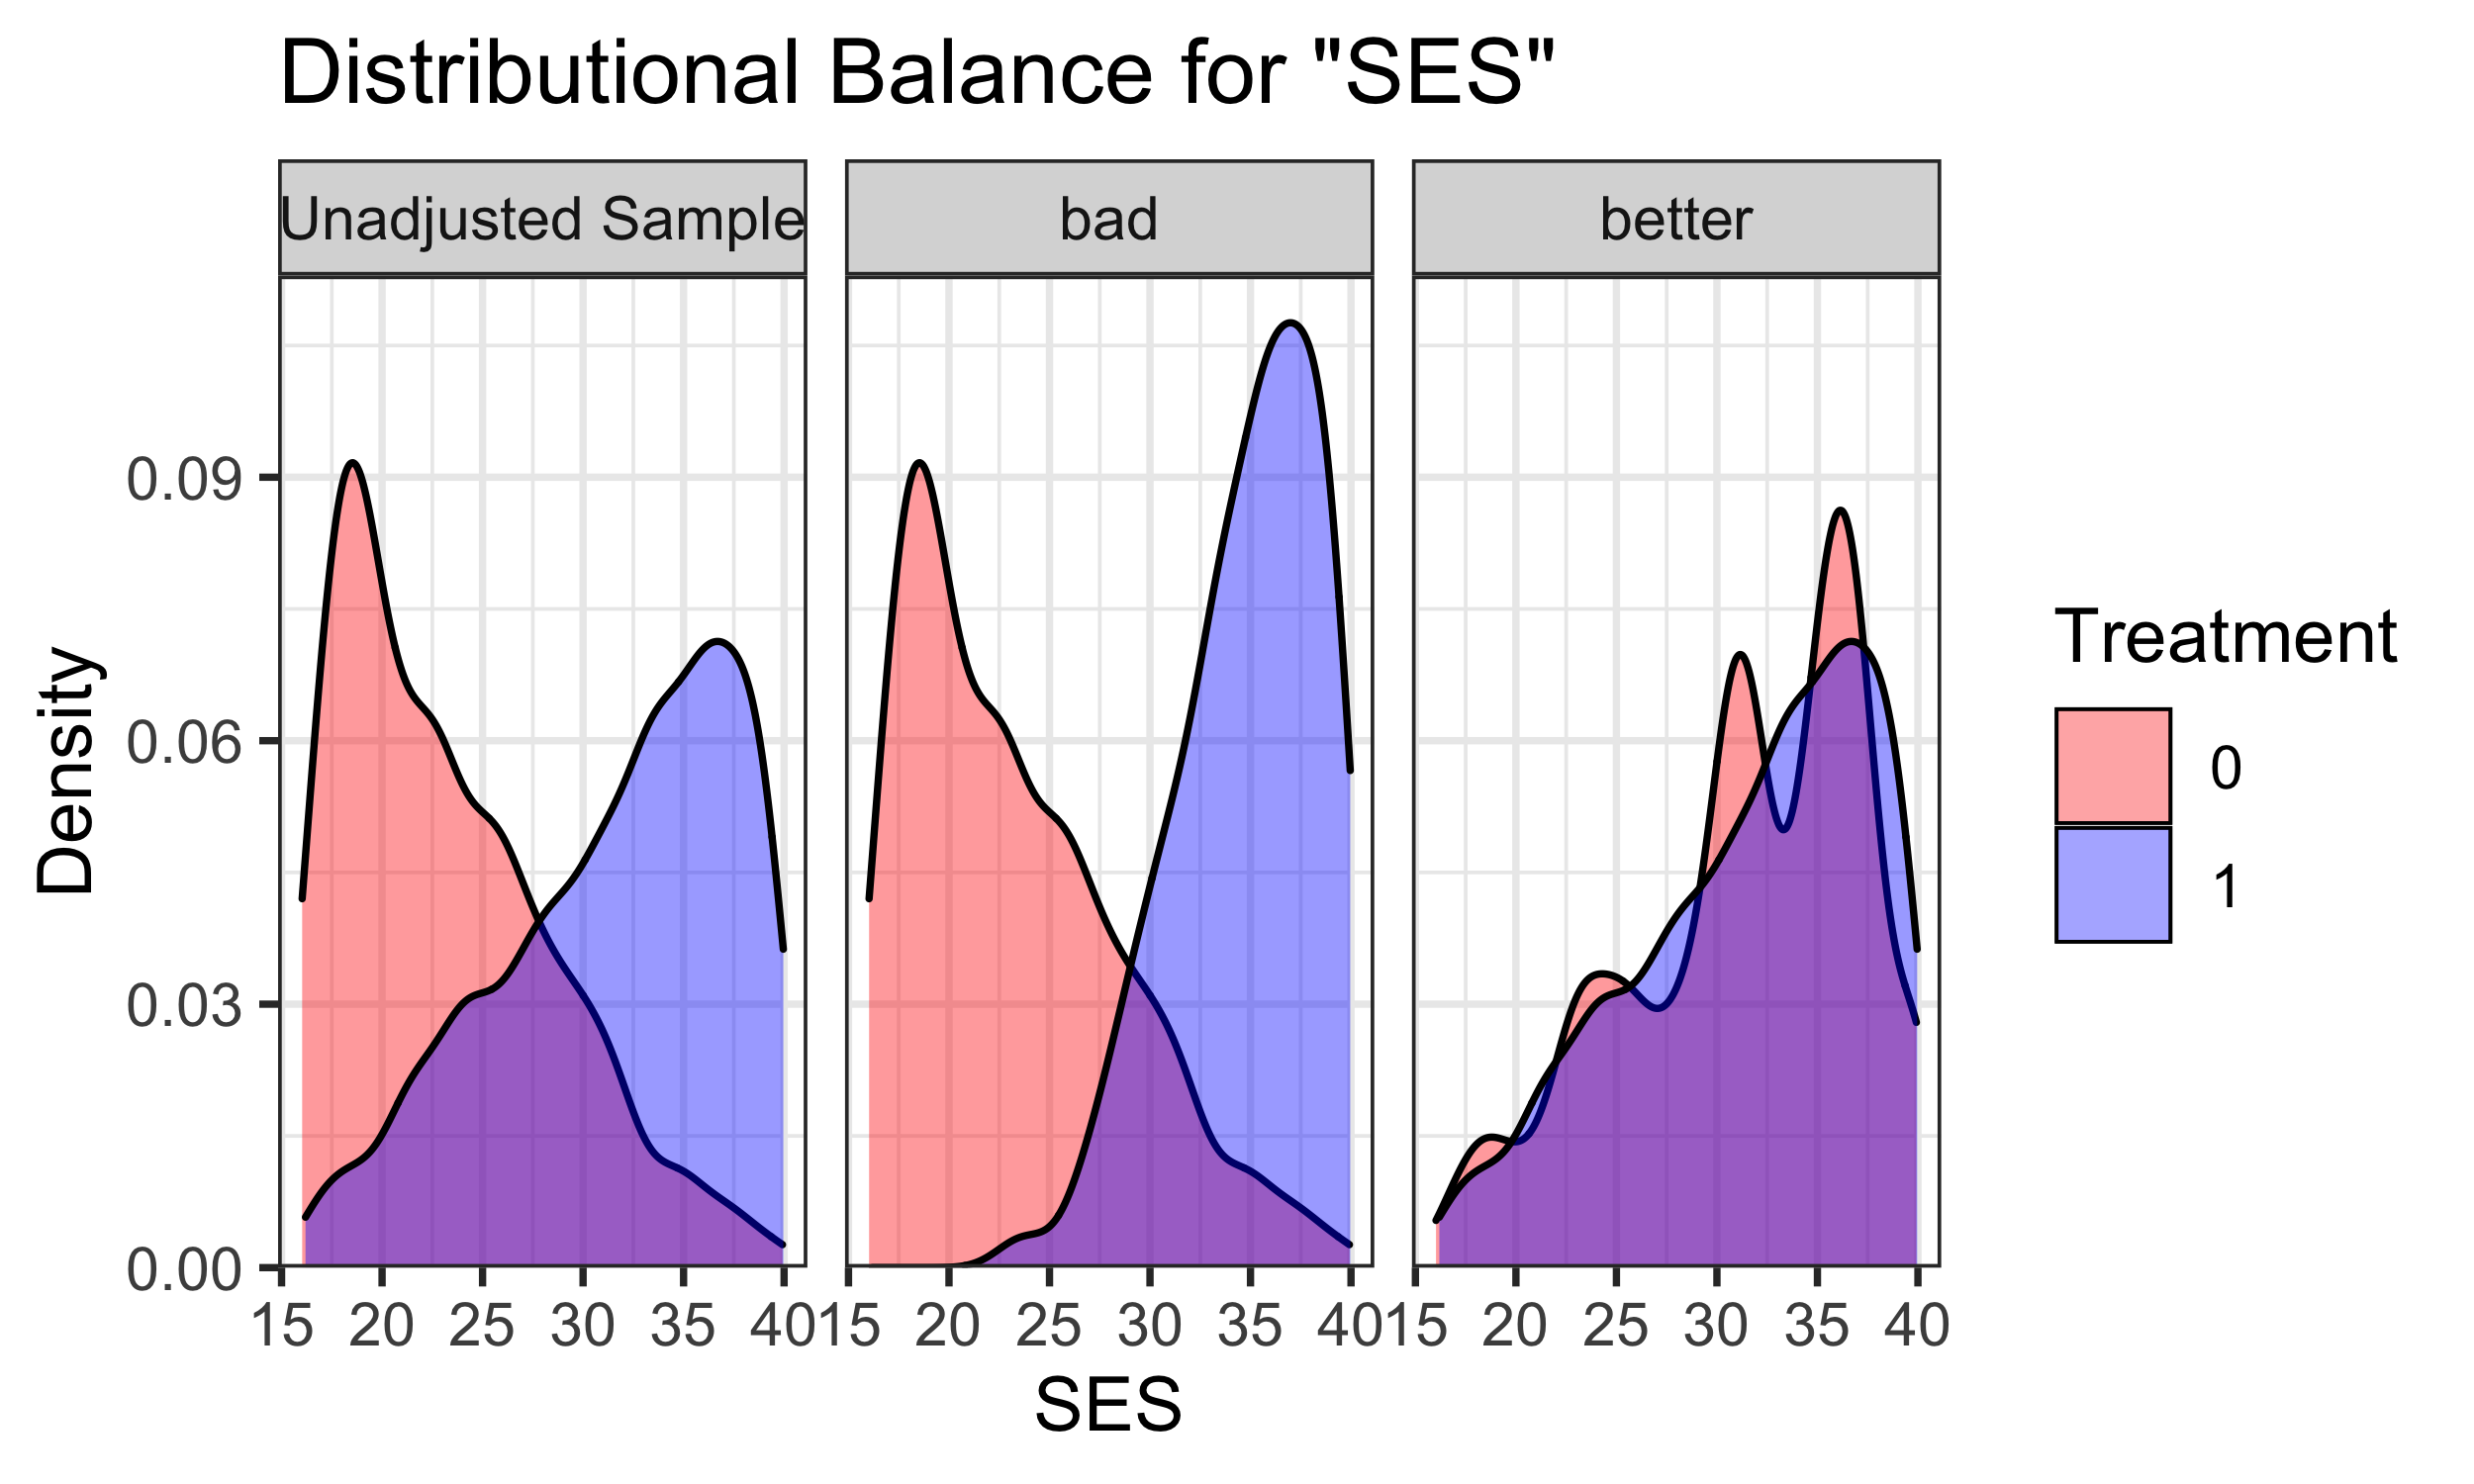 Distributional Balance for "SES"
Unadjusted Sample
bad
better
Density
0.09
0.06
0.03
0.00
15 20 25 30 35 40
15 20 25 30 35 40
15 20 25 30 35 40
SES
Treatment
0
1